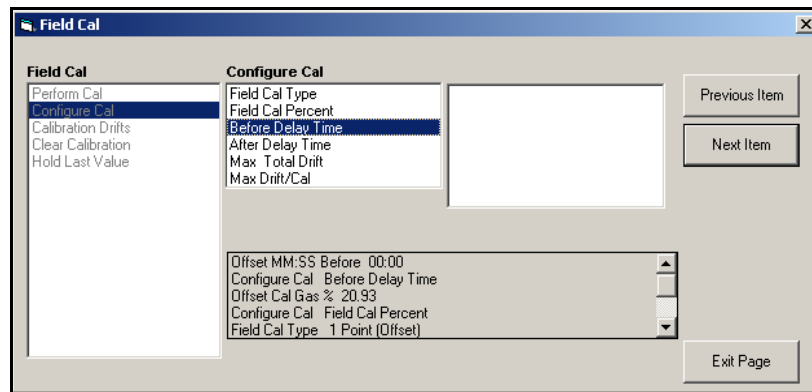 Field Cal
Field Cal
Perform Cal
Configure Cal
Calibration Drifts
Clear Calibration
Hold Last Value
Configure Cal
Field Cal Type
Field Cal Percent
Before Delay Time
After Delay Time
Max Total Drift
Max Drift/Cal
Previous Item
Next Item
Offset MM:SS Before 00:00
Configure Cal Before Delay Time
Offset Cal Gas % 20.93
Configure Cal Field Cal Percent
Field Cal Type 1 Point (Offset)
Exit Page